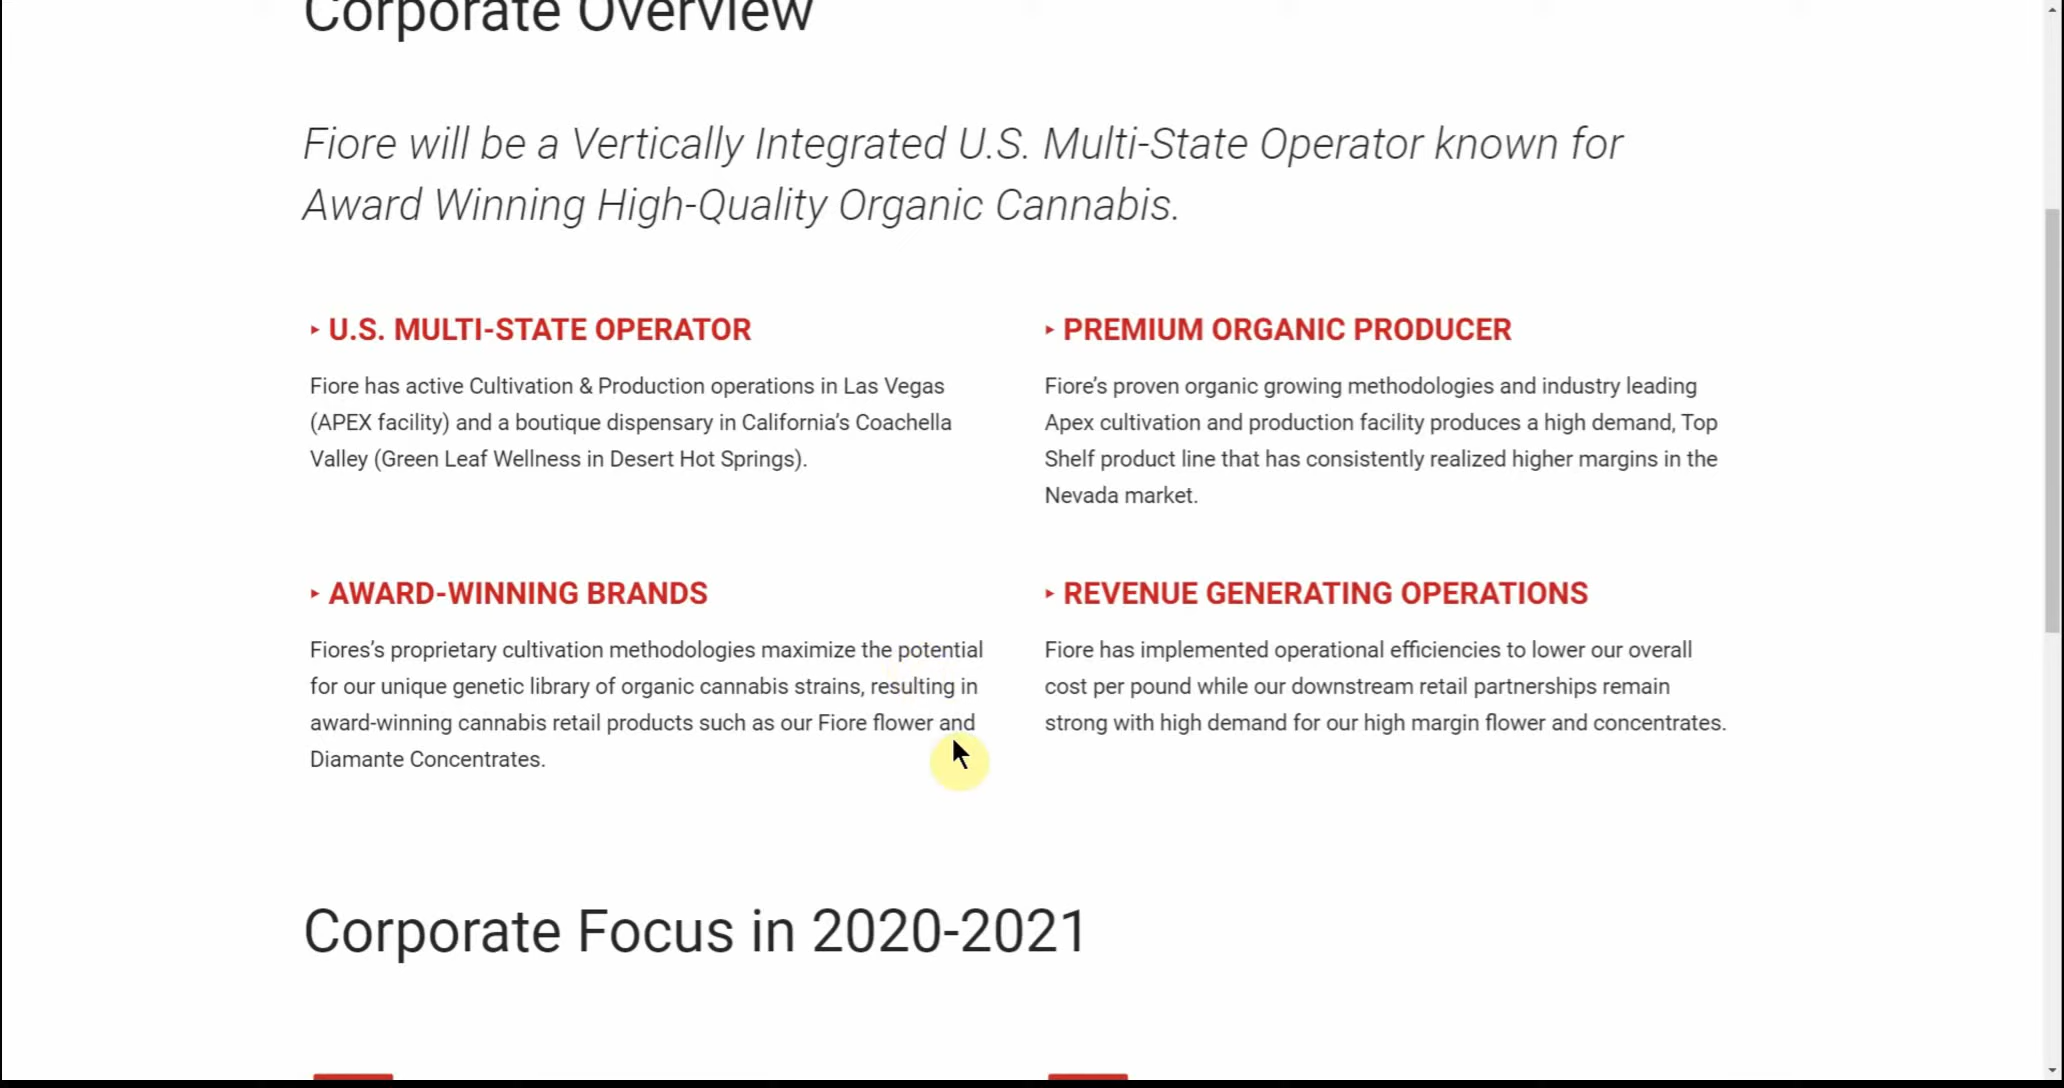 Corporate Overview
Fiore will be a Vertically Integrated U.S. Multi-State Operator known for
Award Winning High-Quality Organic Cannabis.
U.S. MULTI-STATE OPERATOR
Fiore has active Cultivation & Production operations in Las Vegas
(APEX facility) and a boutique dispensary in California’s Coachella
Valley (Green Leaf Wellness in Desert Hot Springs).
PREMIUM ORGANIC PRODUCER
Fiore’s proven organic growing methodologies and industry leading
Apex cultivation and production facility produces a high demand, Top
Shelf product line that has consistently realized higher margins in the
Nevada market.
AWARD-WINNING BRANDS
Fiores’s proprietary cultivation methodologies maximize the potential
for our unique genetic library of organic cannabis strains, resulting in
award-winning cannabis retail products such as our Fiore flower and
Diamante Concentrates.
REVENUE GENERATING OPERATIONS
Fiore has implemented operational efficiencies to lower our overall
cost per pound while our downstream retail partnerships remain
strong with high demand for our high margin flower and concentrates.
Corporate Focus in 2020-2021